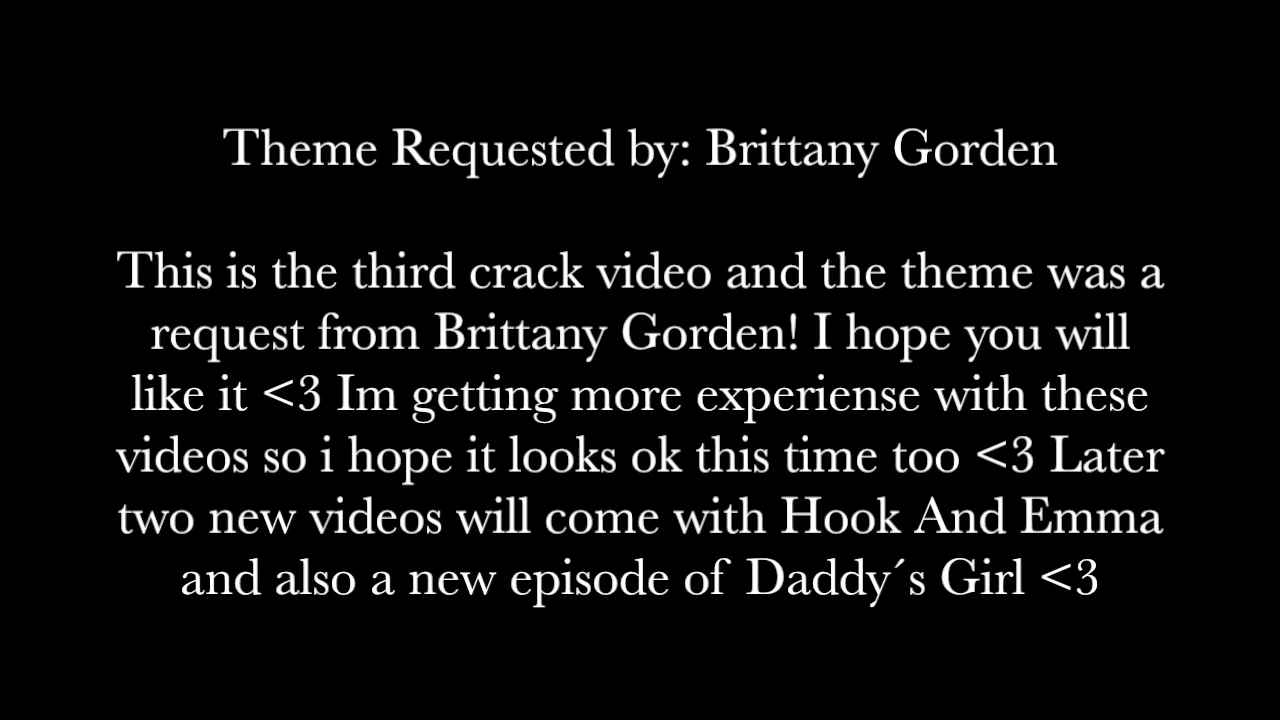 Theme Requested by: Brittany Gorden
This is the third crack video and the theme was a
request from Brittany Gorden! I hope you will
like it <3 Im getting more experiense with these
videos so i hope it looks ok this time too <3 Later
two new videos will come with Hook And Emma
and also a new episode of Daddy´s Girl <3